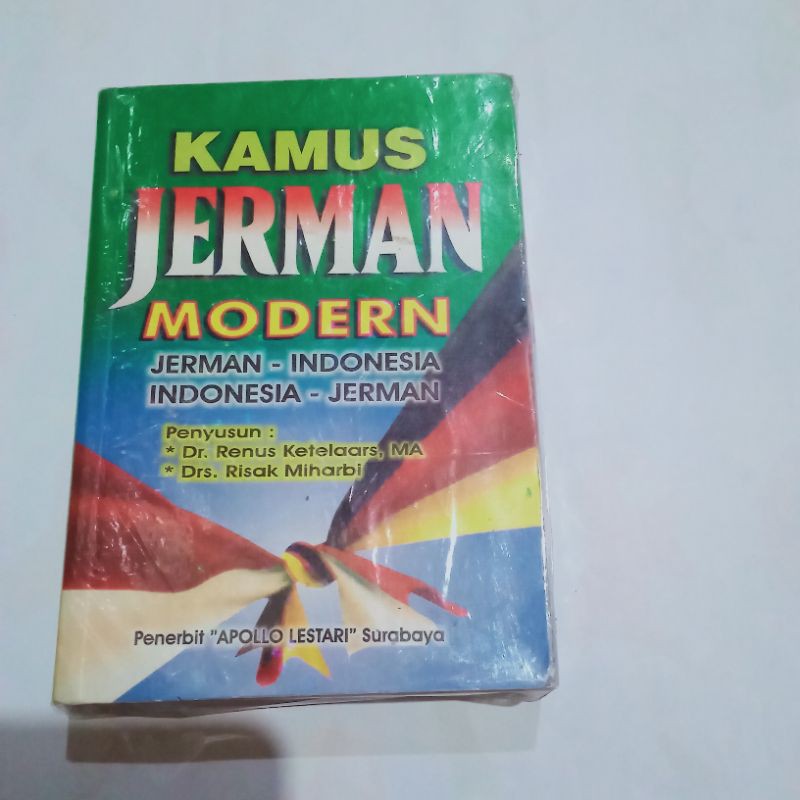 KAMUS
JERMAN
MODERN
JERMAN - INDONESIA
INDONESIA - JERMAN
Penyusun :
* Dr. Renus Ketelaars, MA
* Drs. Risak Miharbi
Penerbit "APOLLO LESTARI" Surabaya